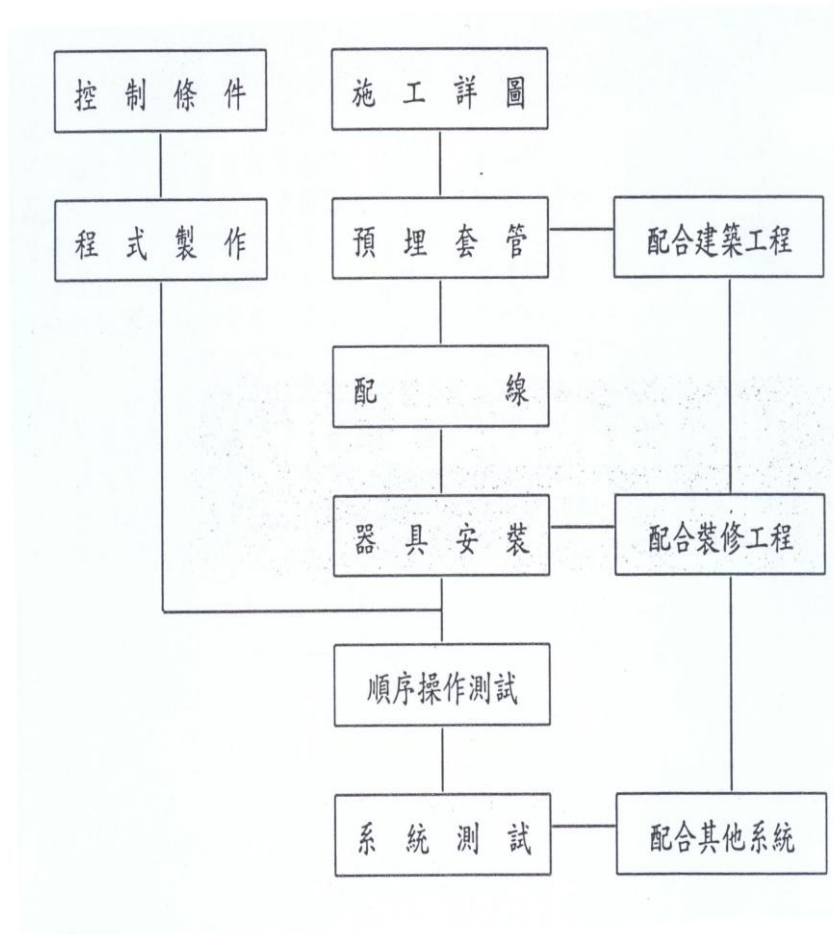 控制條件
施工詳圖
程式製作
預埋套管
配合建築工程
配線
器具安裝
配合裝修工程
順序操作測試
系統測試
配合其他系統